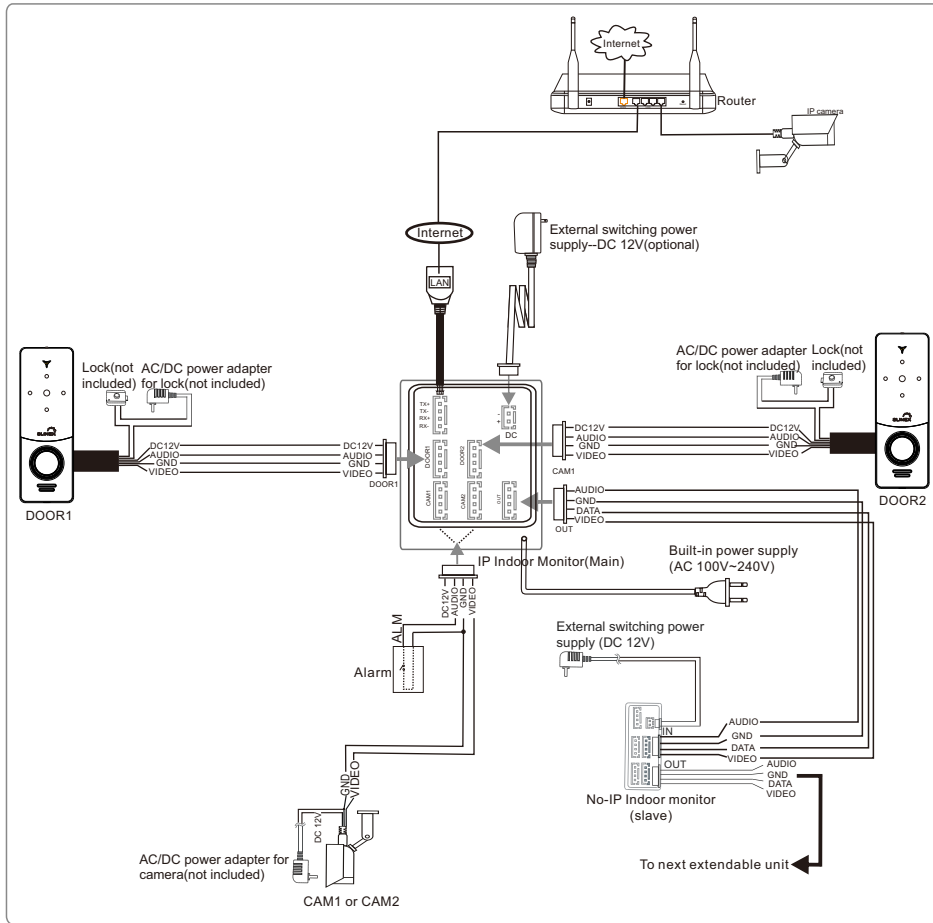 Internet
Router
IP camera
Internet
LAN
External switching power
supply--DC 12V(optional)
Lock(not
included)
AC/DC power adapter
for lock(not included)
AC/DC power adapter
for lock(not included)
Lock(not
included)
SLINEX
DOOR1
DC12V
AUDIO
GND
VIDEO
DC12V
AUDIO
GND
VIDEO
DOOR1
TX+
TX-
RX+
RX-
-
+
DC
DOOR1
DOOR2
CAM1
CAM2
OUT
DC12V
AUDIO
GND
VIDEO
CAM1
DC12V
AUDIO
GND
VIDEO
SLINEX
DOOR2
AUDIO
GND
DATA
VIDEO
OUT
IP Indoor Monitor(Main)
Built-in power supply
(AC 100V~240V)
DC12V
AUDIO
GND
VIDEO
ALM
Alarm
External switching power
supply (DC 12V)
IN
AUDIO
GND
DATA
VIDEO
OUT
AUDIO
GND
DATA
VIDEO
No-IP Indoor monitor
(slave)
To next extendable unit
GND
VIDEO
DC 12V
AC/DC power adapter for
camera(not included)
CAM1 or CAM2